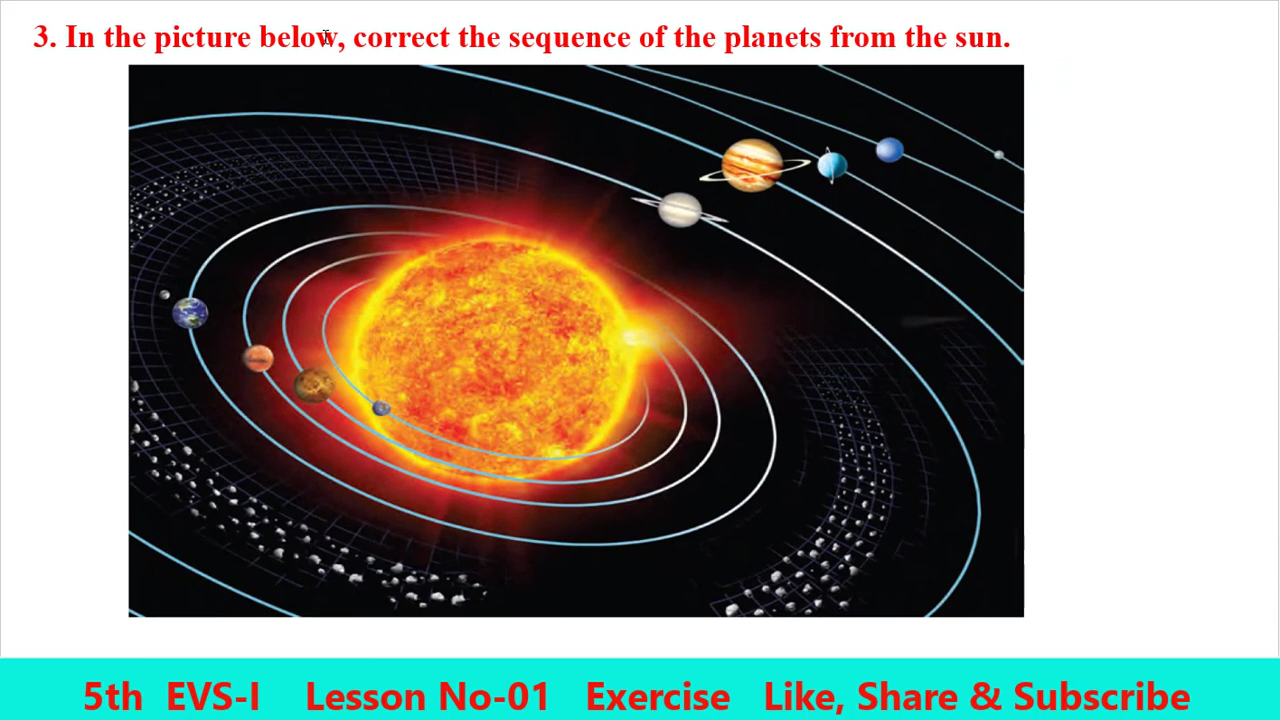 3. In the picture below, correct the sequence of the planets from the sun.
5th EVS-I Lesson No-01 Exercise Like, Share & Subscribe